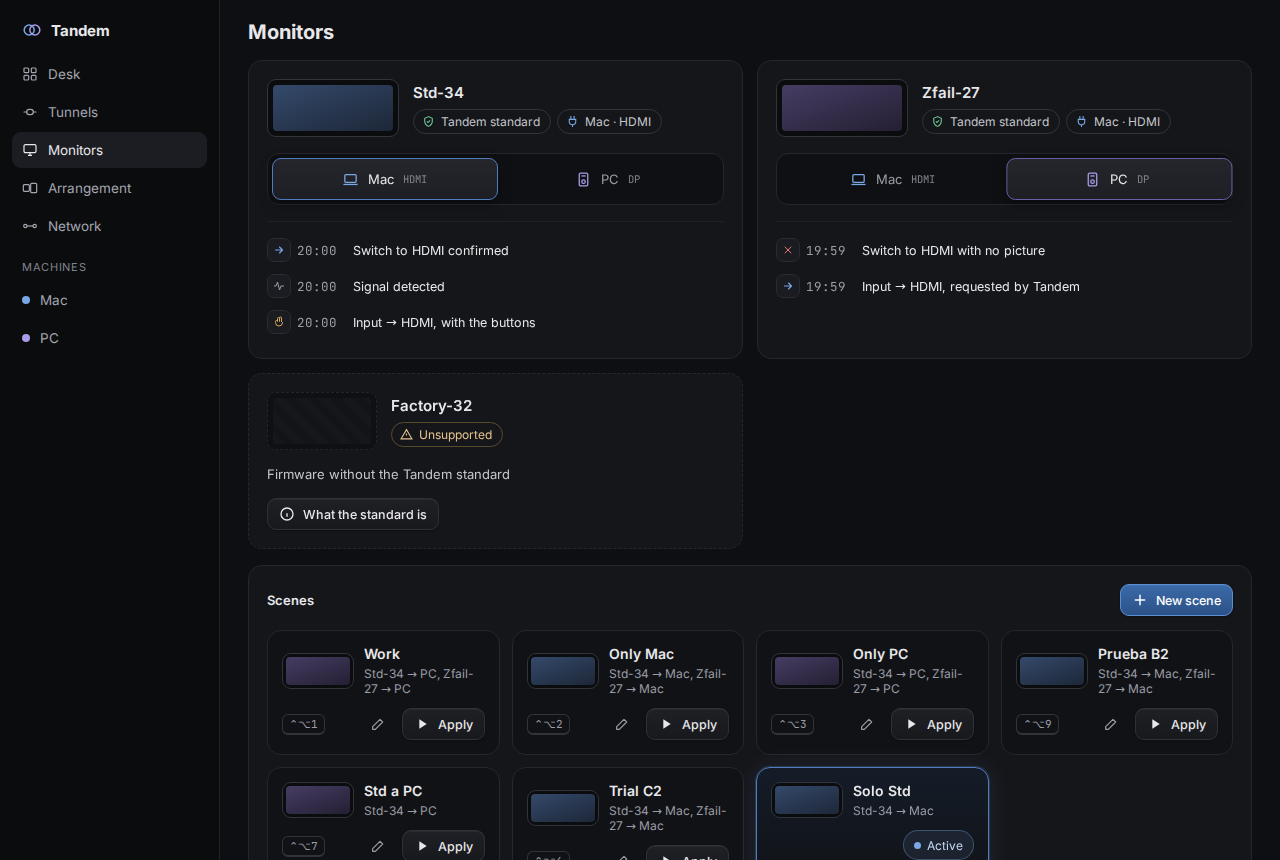 Tandem
Desk
Tunnels
Monitors
Arrangement
Network
MACHINES
Mac
PC
Monitors
Std-34
Tandem standard
Mac · HDMI
Mac HDMI
PC DP
20:00 Switch to HDMI confirmed
20:00 Signal detected
20:00 Input → HDMI, with the buttons
Zfail-27
Tandem standard
Mac · HDMI
Mac HDMI
PC DP
19:59 Switch to HDMI with no picture
19:59 Input → HDMI, requested by Tandem
Factory-32
Unsupported
Firmware without the Tandem standard
What the standard is
Scenes
New scene
Work
Std-34 → PC, Zfail-
27 → PC
⌃⌥1
Apply
Only Mac
Std-34 → Mac, Zfail-
27 → Mac
⌃⌥2
Apply
Only PC
Std-34 → PC, Zfail-
27 → PC
⌃⌥3
Apply
Prueba B2
Std-34 → Mac, Zfail-
27 → Mac
⌃⌥9
Apply
Std a PC
Std-34 → PC
⌃⌥7
Apply
Trial C2
Std-34 → Mac, Zfail-
27 → Mac
Apply
Solo Std
Std-34 → Mac
Active